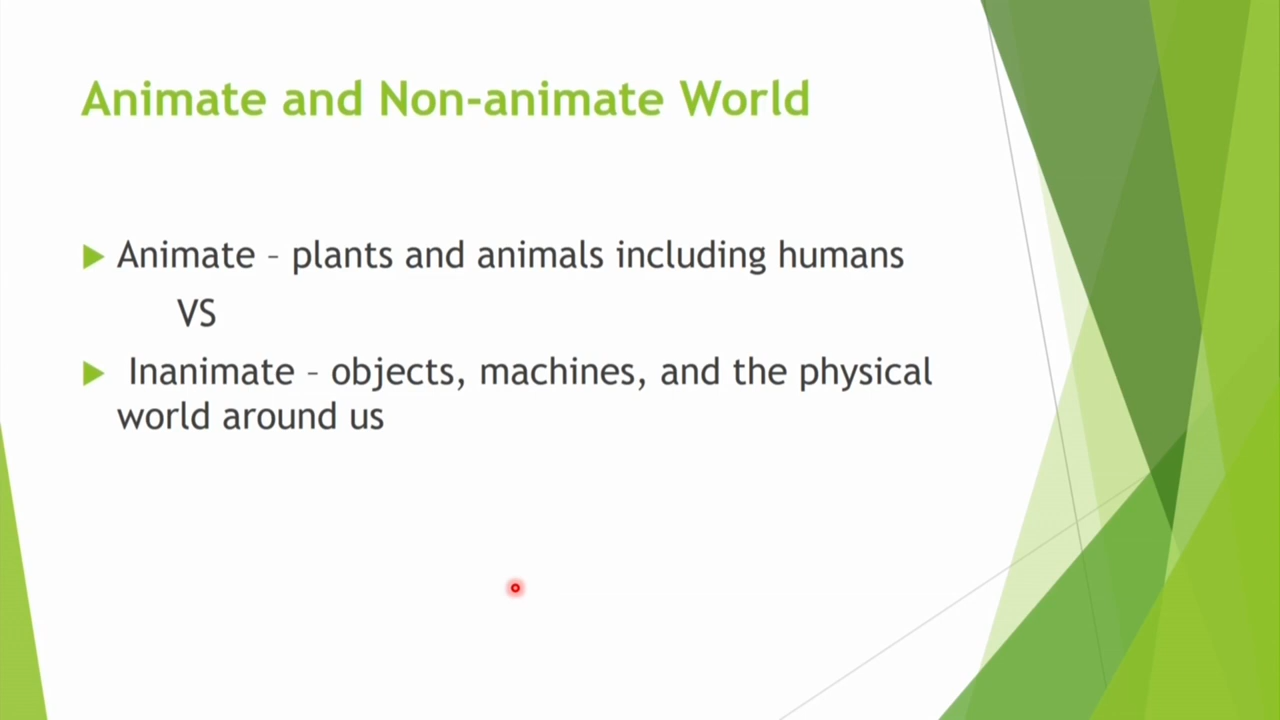 Animate and Non-animate World
Animate – plants and animals including humans
VS
Inanimate – objects, machines, and the physical
world around us